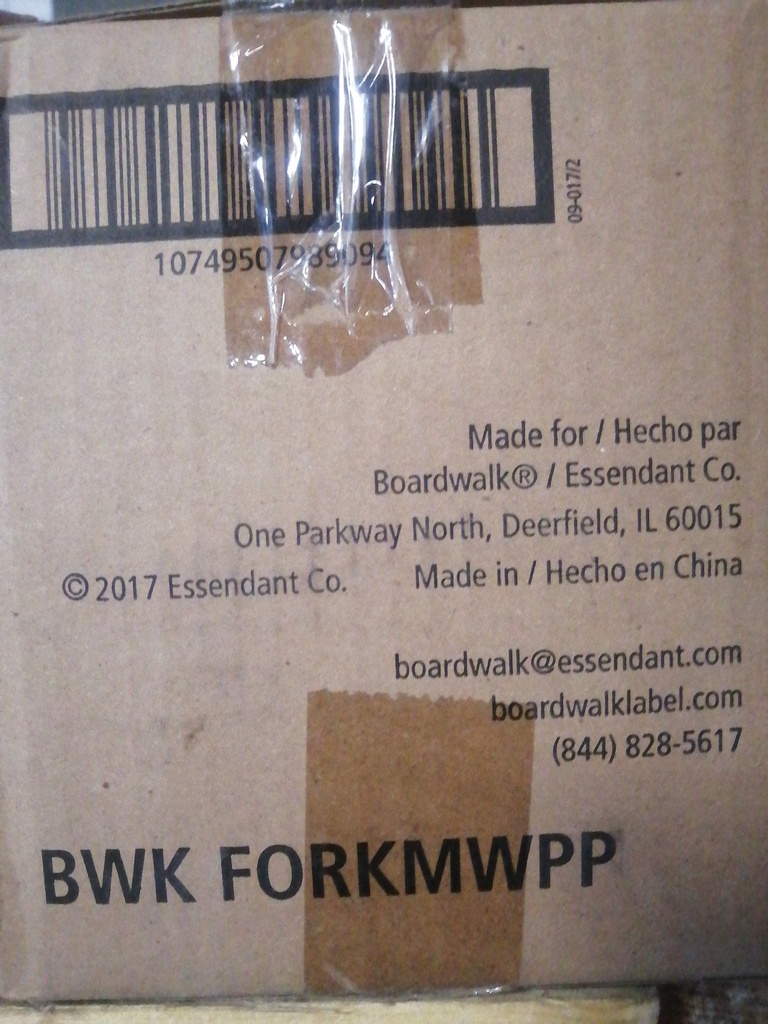 09-017/2
10749507989094
Made for / Hecho par
Boardwalk® / Essendant Co.
One Parkway North, Deerfield, IL 60015
© 2017 Essendant Co. Made in / Hecho en China
boardwalk@essendant.com
boardwalklabel.com
(844) 828-5617
BWK FORKMWPP